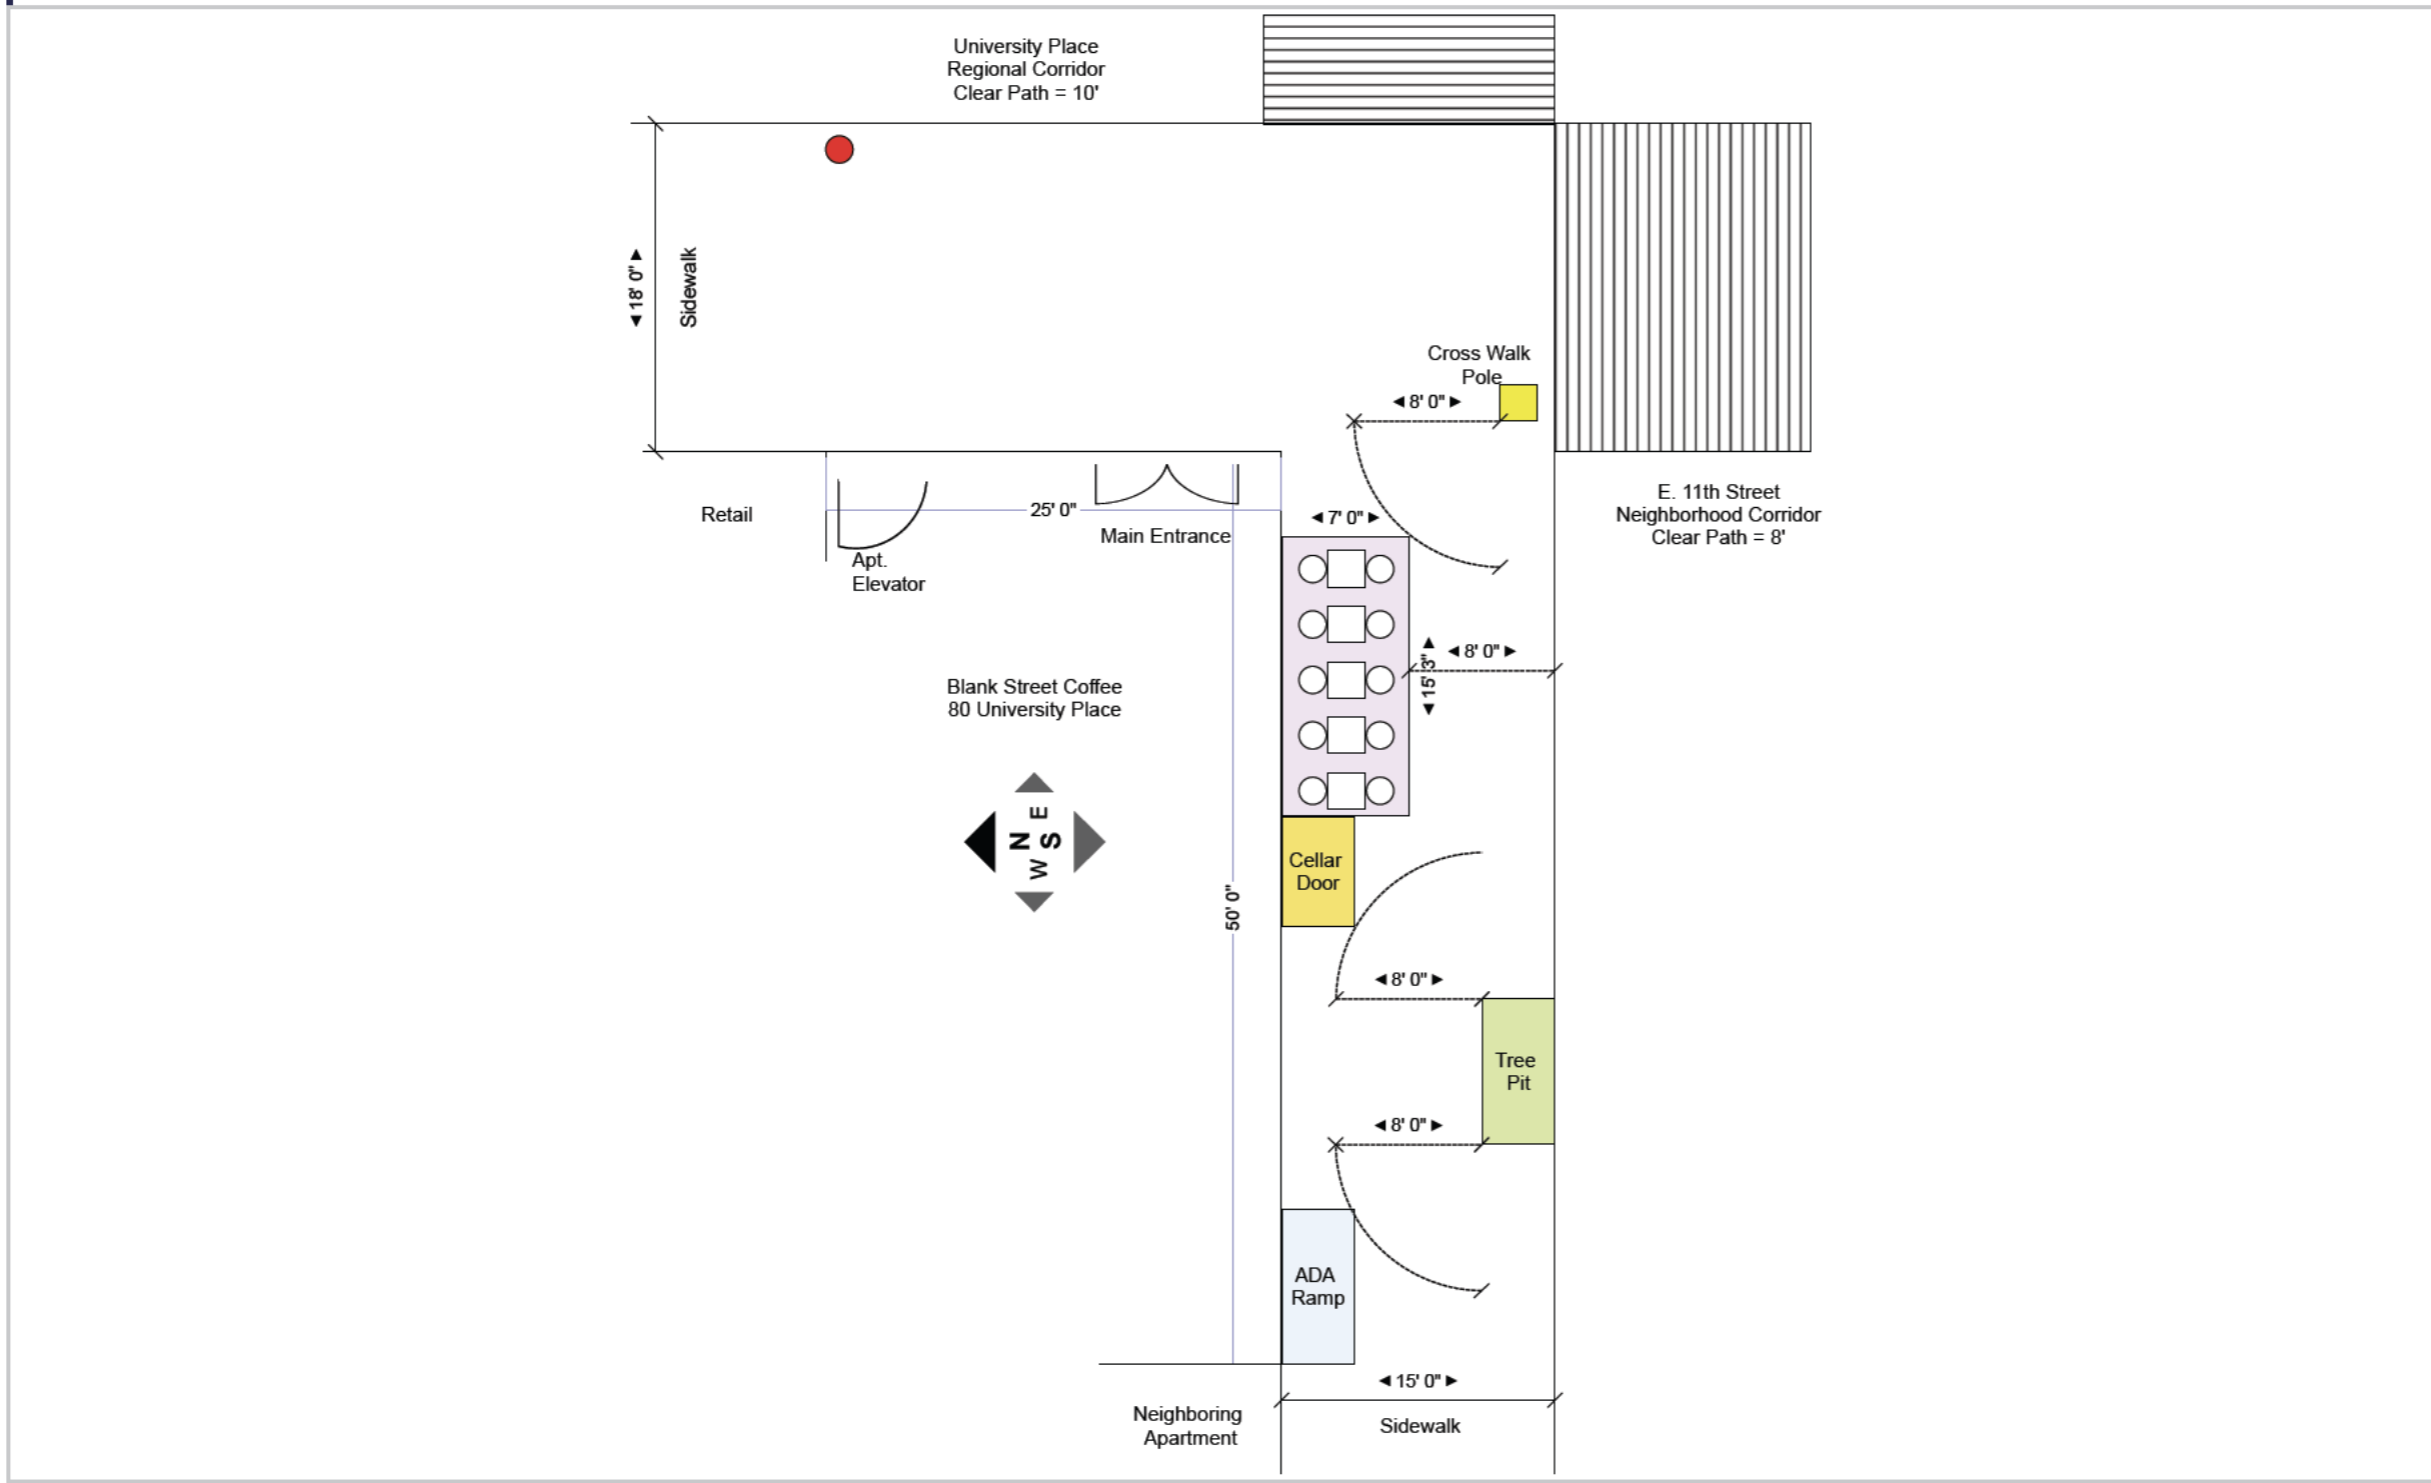 University Place
Regional Corridor
Clear Path = 10'
18' 0"
Sidewalk
Cross Walk
Pole
8' 0"
E. 11th Street
Neighborhood Corridor
Clear Path = 8'
Retail
25' 0"
Main Entrance
7' 0"
Apt.
Elevator
8' 0"
15' 3"
Blank Street Coffee
80 University Place
E
N
S
W
Cellar
Door
50' 0"
8' 0"
Tree
Pit
8' 0"
ADA
Ramp
15' 0"
Neighboring
Apartment
Sidewalk